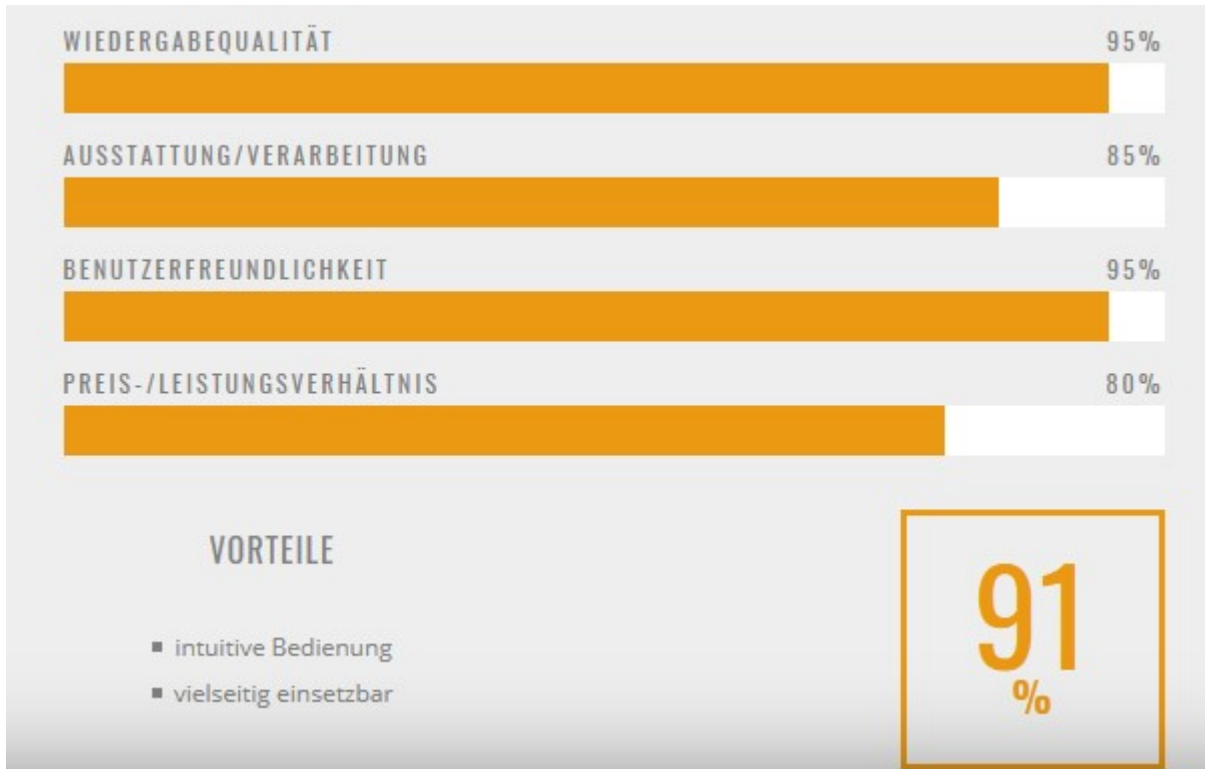 WIEDERGABEQUALITÄT 95%
AUSSTATTUNG/VERARBEITUNG 85%
BENUTZERFREUNDLICHKEIT 95%
PREIS-/LEISTUNGSVERHÄLTNIS 80%
VORTEILE
intuitive Bedienung
vielseitig einsetzbar
91
%